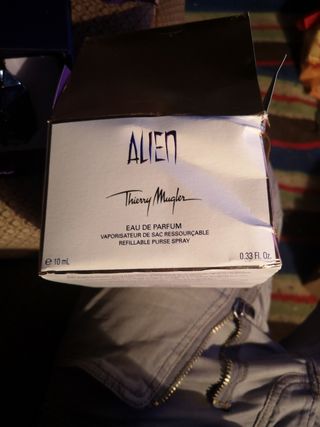 ALIEN
Thierry Mugler
EAU DE PARFUM
VAPORISATEUR DE SAC RESSOURÇABLE
REFILLABLE PURSE SPRAY
℮ 10 mL 0.33 Fl. Oz.